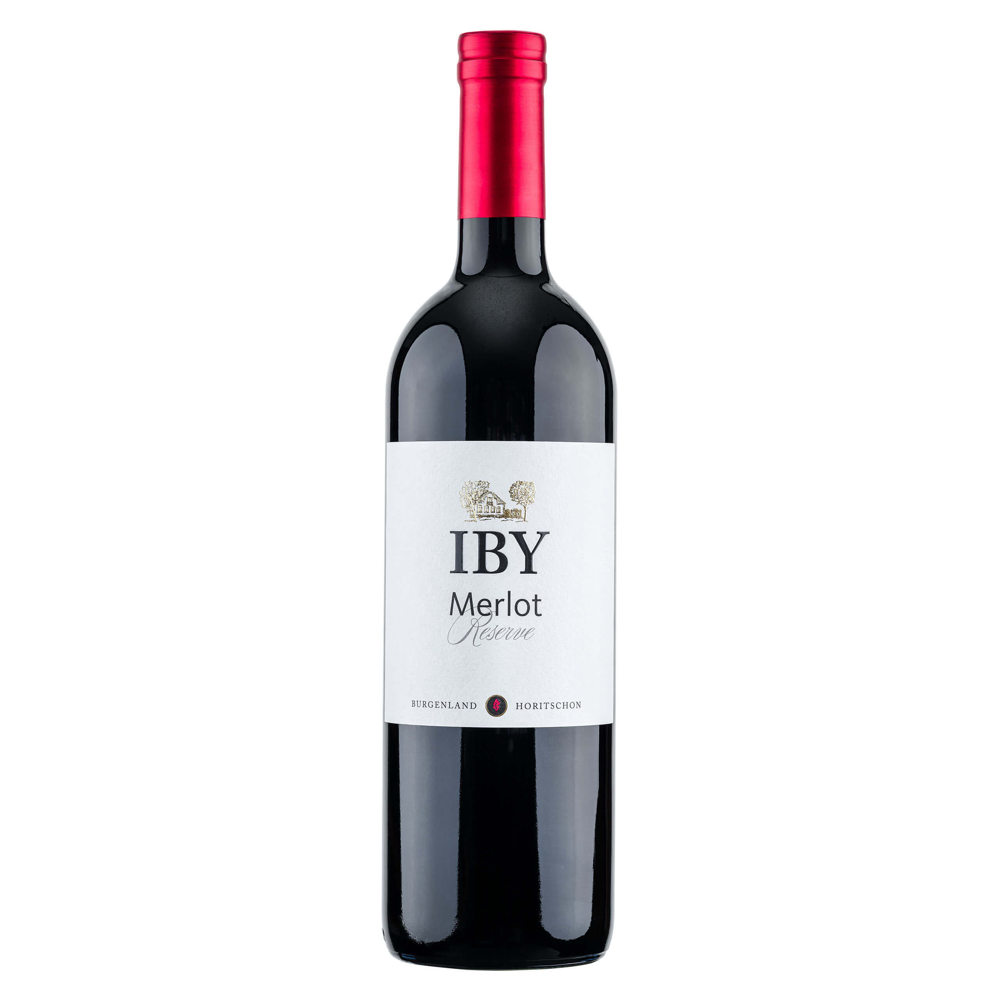 IBY
Merlot
Reserve
BURGENLAND HORITSCHON